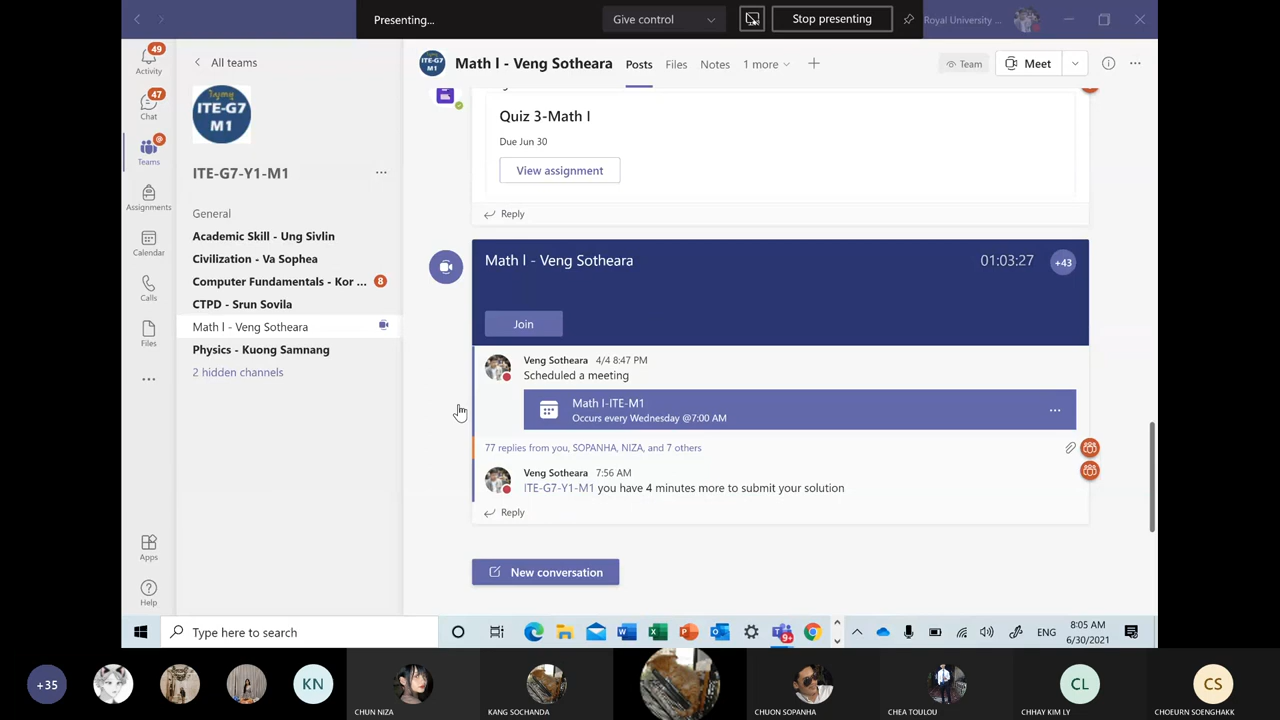 Presenting...
Give control
Stop presenting
Royal University ...
49
Activity
47
Chat
Teams
Assignments
Calendar
Calls
Files
Apps
Help
All teams
ITE-G7
M1
ITE-G7-Y1-M1
General
Academic Skill - Ung Sivlin
Civilization - Va Sophea
Computer Fundamentals - Kor ...
8
CTPD - Srun Sovila
Math l - Veng Sotheara
Physics - Kuong Samnang
2 hidden channels
ITE-G7
M1
Math l - Veng Sotheara
Posts
Files
Notes
1 more
Team
Meet
Quiz 3-Math I
Due Jun 30
View assignment
Reply
Math l - Veng Sotheara
01:03:27
+43
Join
Veng Sotheara 4/4 8:47 PM
Scheduled a meeting
Math I-ITE-M1
Occurs every Wednesday @7:00 AM
77 replies from you, SOPANHA, NIZA, and 7 others
Veng Sotheara 7:56 AM
ITE-G7-Y1-M1 you have 4 minutes more to submit your solution
Reply
New conversation
Type here to search
9+
ENG
8:05 AM
6/30/2021
+35
KN
CHUN NIZA
KANG SOCHANDA
CHUON SOPANHA
CHEA TOULOU
CL
CHHAY KIM LY
CS
CHOEURN SOENGHAKK